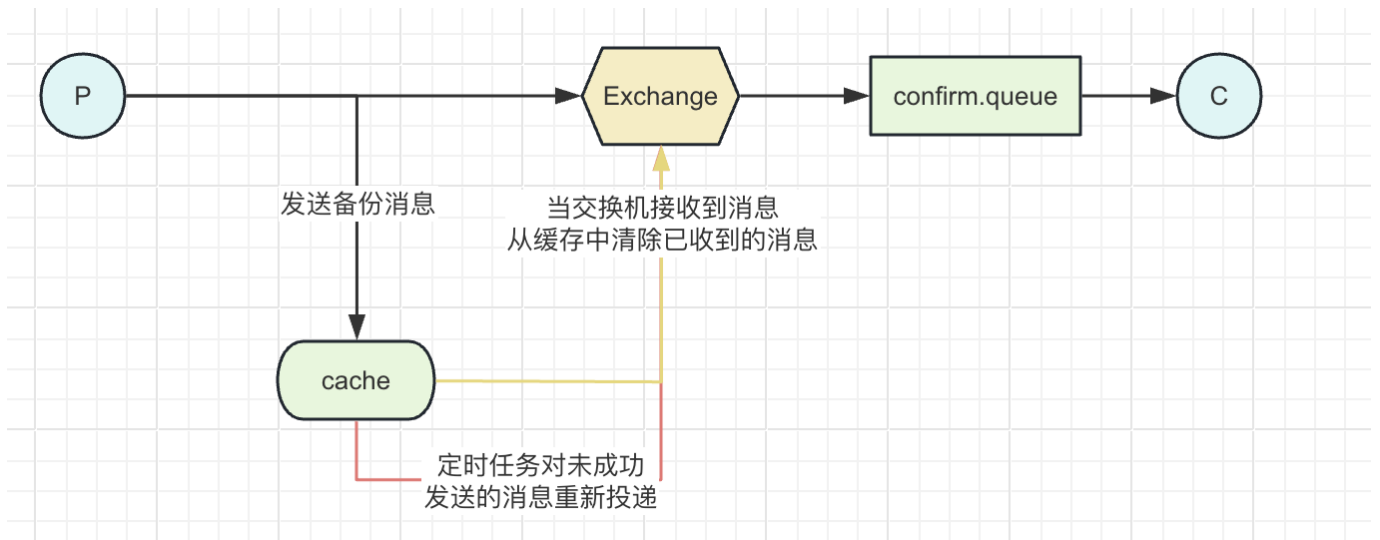 P
Exchange
confirm.queue
C
发送备份消息
当交换机接收到消息
从缓存中清除已收到的消息
cache
定时任务对未成功
发送的消息重新投递